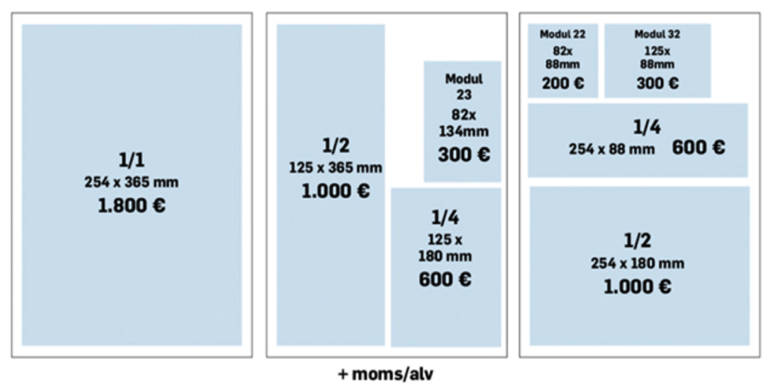 1/1
254 x 365 mm
1.800 €
1/2
125 x 365 mm
1.000 €
Modul
23
82x
134mm
300 €
1/4
125 x
180 mm
600 €
Modul 22
82x
88mm
200 €
Modul 32
125x
88mm
300 €
1/4
254 x 88 mm 600 €
1/2
254 x 180 mm
1.000 €
+ moms/alv